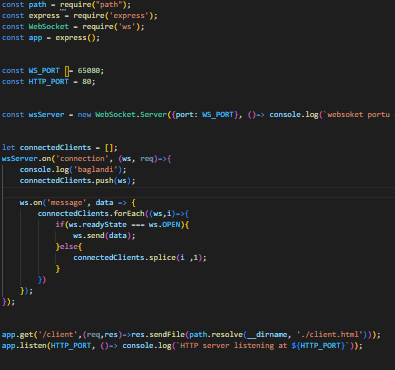 const path = require("path");
const express = require('express');
const WebSocket = require('ws');
const app = express();
const WS_PORT = 65080;
const HTTP_PORT = 80;
const wsServer = new WebSocket.Server({port: WS_PORT}, ()=> console.log(`websoket portu
let connectedClients = [];
wsServer.on('connection', (ws, req)=>{
console.log('baglandi');
connectedClients.push(ws);
ws.on('message', data => {
connectedClients.forEach((ws,i)=>{
if(ws.readyState === ws.OPEN){
ws.send(data);
}else{
connectedClients.splice(i ,1);
}
})
});
});
app.get('/client',(req,res)=>res.sendFile(path.resolve(__dirname, './client.html')));
app.listen(HTTP_PORT, ()=> console.log(`HTTP server listening at ${HTTP_PORT}`));